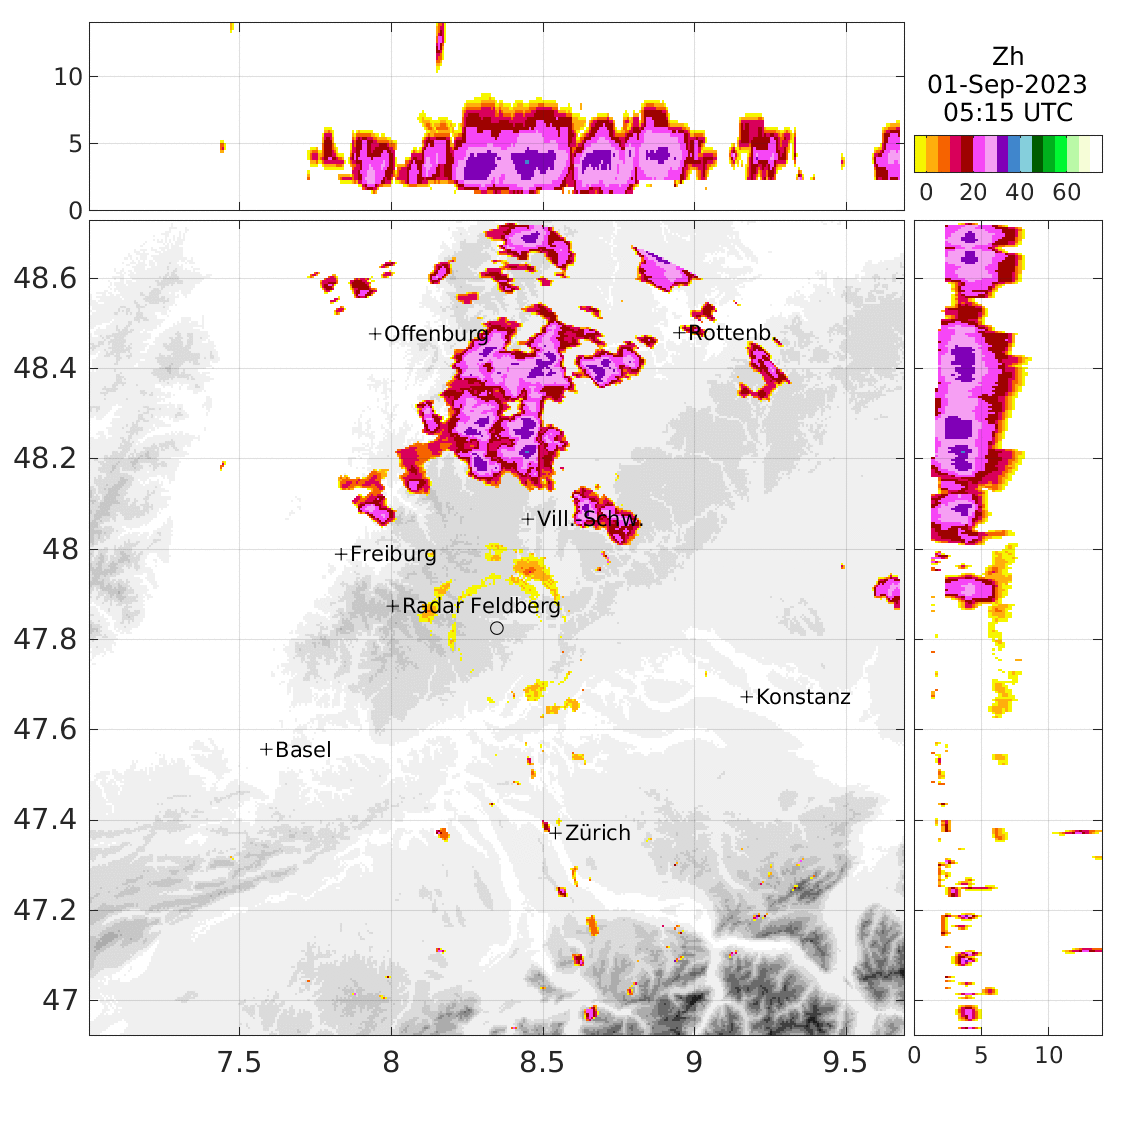 Zh
01-Sep-2023
05:15 UTC
0 20 40 60
10
5
0
48.6
48.4
48.2
48
47.8
47.6
47.4
47.2
47
Offenburg
Rottenb.
Vill.-Schw.
Freiburg
Radar Feldberg
Konstanz
Basel
Zürich
7.5 8 8.5 9 9.5
0 5 10